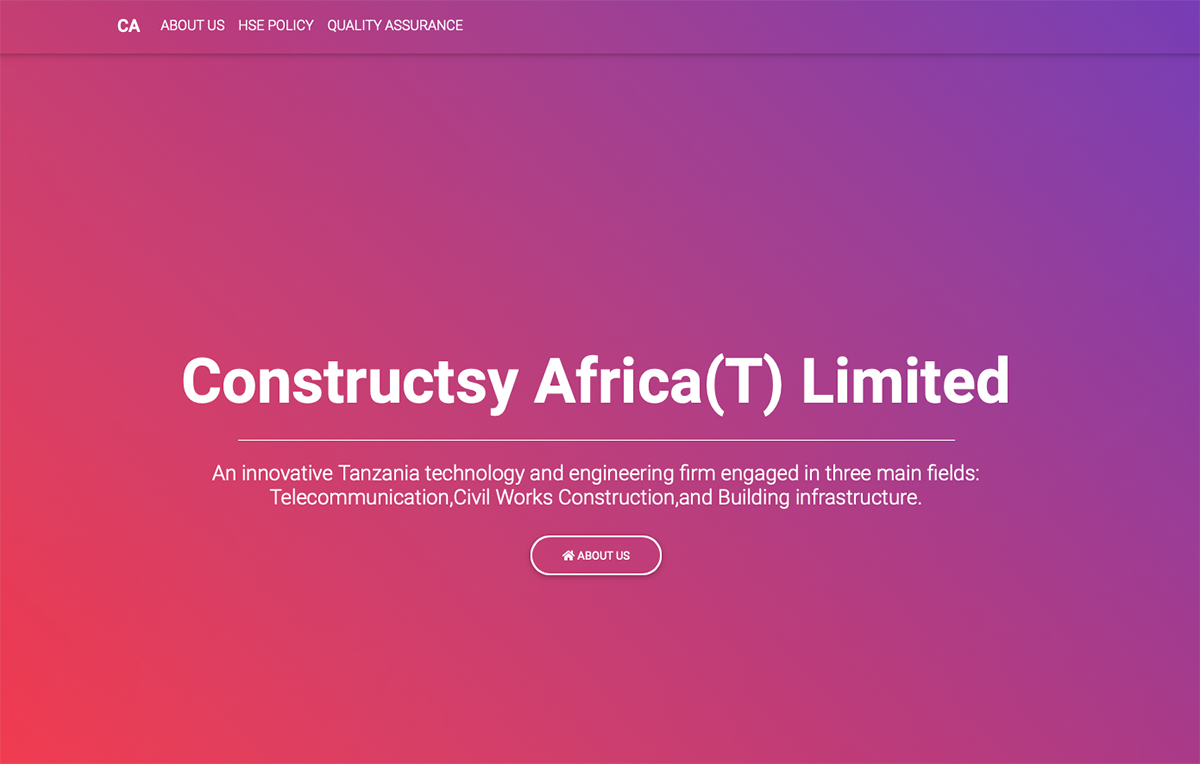 CA ABOUT US HSE POLICY QUALITY ASSURANCE
Constructsy Africa(T) Limited
An innovative Tanzania technology and engineering firm engaged in three main fields:
Telecommunication,Civil Works Construction,and Building infrastructure.
ABOUT US